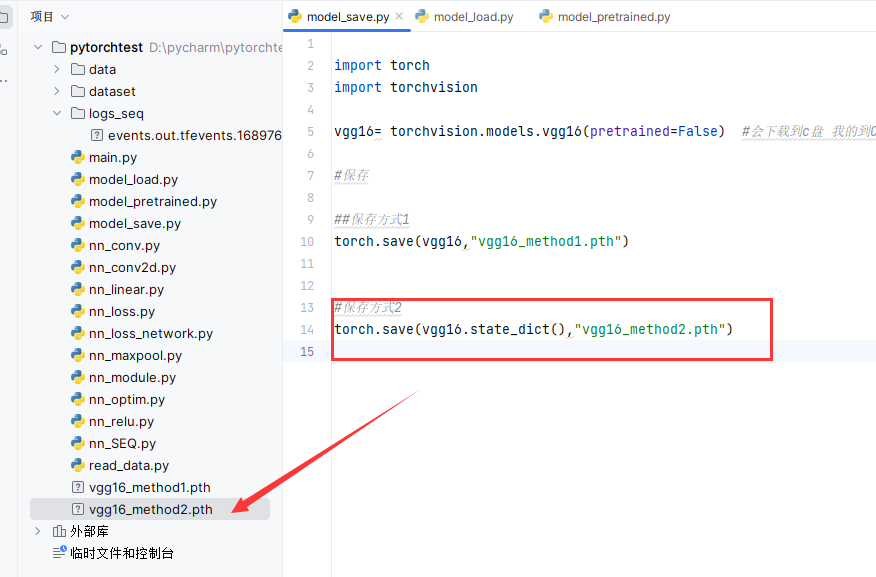 项目
model_save.py
model_load.py
model_pretrained.py
pytorchtest D:\pycharm\pytorchte
data
dataset
logs_seq
events.out.tfevents.168976
main.py
model_load.py
model_pretrained.py
model_save.py
nn_conv.py
nn_conv2d.py
nn_linear.py
nn_loss.py
nn_loss_network.py
nn_maxpool.py
nn_module.py
nn_optim.py
nn_relu.py
nn_SEQ.py
read_data.py
vgg16_method1.pth
vgg16_method2.pth
外部库
临时文件和控制台
1
2 import torch
3 import torchvision
4
5 vgg16= torchvision.models.vgg16(pretrained=False) #会下载到c盘 我的到C
6
7 #保存
8
9 ##保存方式1
10 torch.save(vgg16,"vgg16_method1.pth")
11
12
13 #保存方式2
14 torch.save(vgg16.state_dict(),"vgg16_method2.pth")
15